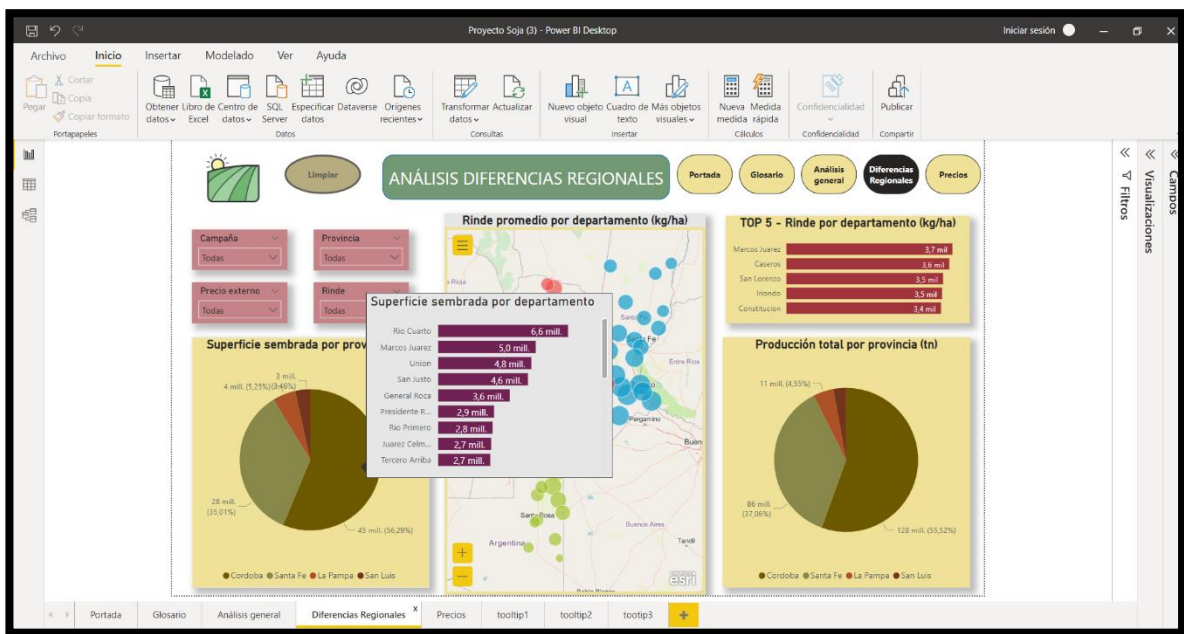 Proyecto Soja (3) - Power BI Desktop
Iniciar sesión
Archivo Inicio Insertar Modelado Ver Ayuda
Pegar
Cortar
Copia
Copiar formato
Portapapeles
Obtener datos
Libro de Excel
Centro de datos
SQL Server
Especificar datos
Dataverse
Orígenes recientes
Datos
Transformar datos
Actualizar
Consultas
Nuevo objeto visual
Cuadro de texto
Más objetos visuales
Insertar
Nueva medida
Medida rápida
Cálculos
Confidencialidad
Confidencialidad
Publicar
Compartir
Limpiar
ANÁLISIS DIFERENCIAS REGIONALES
Portada
Glosario
Análisis general
Diferencias Regionales
Precios
Filtros
Visualizaciones
Campos
Campaña
Todas
Provincia
Todas
Precio externo
Todas
Rinde
Todas
Rinde promedio por departamento (kg/ha)
a Rioja
Santa Fe
Fe
Entre Rios
Pergamino
Buen
Santa Rosa
Buenos Aires
Argentina
Tandil
Bahía Blanca
esri
TOP 5 - Rinde por departamento (kg/ha)
Marcos Juarez 3,7 mil
Caseros 3,6 mil
San Lorenzo 3,5 mil
Iriondo 3,5 mil
Constitucion 3,4 mil
Superficie sembrada por departamento
Rio Cuarto 6,6 mill.
Marcos Juarez 5,0 mill.
Union 4,8 mill.
San Justo 4,6 mill.
General Roca 3,6 mill.
Presidente R... 2,9 mill.
Rio Primero 2,8 mill.
Juarez Celm... 2,7 mill.
Tercero Arriba 2,7 mill.
Superficie sembrada por prov
3 mill.
(3,46%)
4 mill. (5,25%)
28 mill.
(35,01%)
45 mill. (56,29%)
Cordoba Santa Fe La Pampa San Luis
Producción total por provincia (tn)
11 mill. (4,55%)
86 mill.
(37,06%)
128 mill. (55,52%)
Cordoba Santa Fe La Pampa San Luis
Portada Glosario Análisis general Diferencias Regionales x Precios tooltip1 tooltip2 tootip3 +